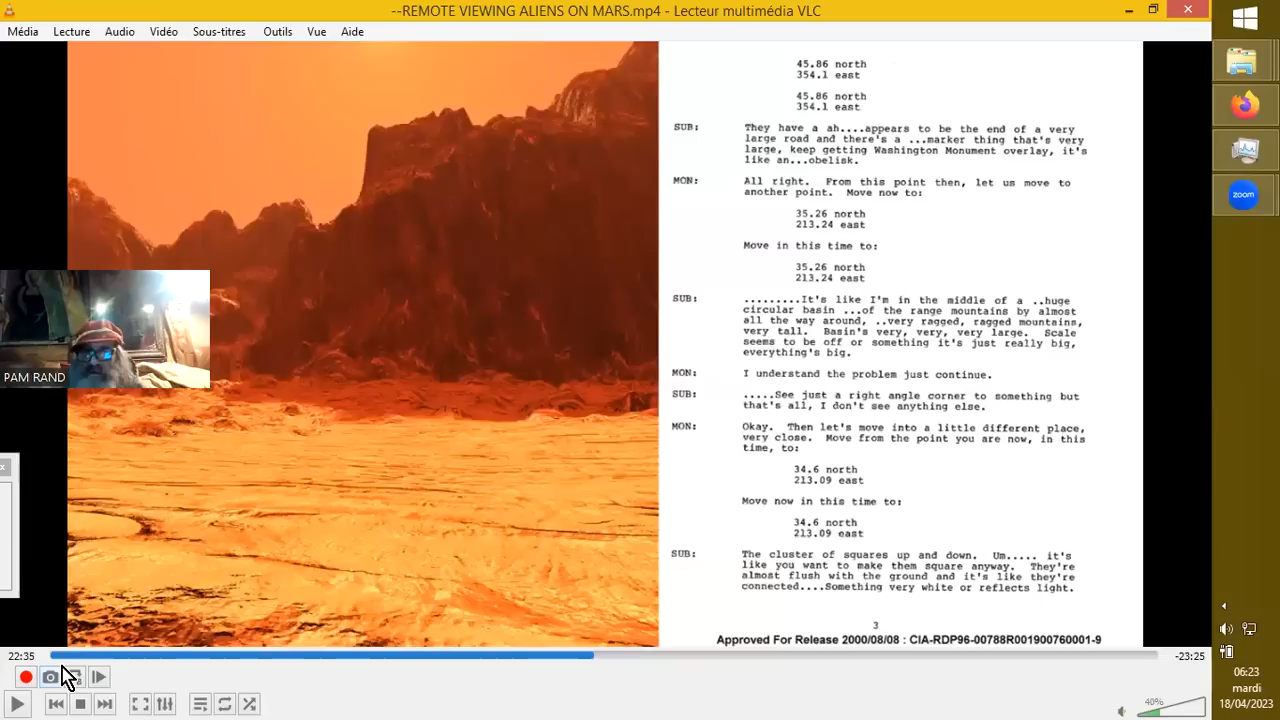 --REMOTE VIEWING ALIENS ON MARS.mp4 - Lecteur multimédia VLC
Média Lecture Audio Vidéo Sous-titres Outils Vue Aide
45.86 north
354.1 east
45.86 north
354.1 east
SUB: They have a ah....appears to be the end of a very
large road and there's a ...marker thing that's very
large, keep getting Washington Monument overlay, it's
like an...obelisk.
MON: All right. From this point then, let us move to
another point. Move now to:
35.26 north
213.24 east
Move in this time to:
35.26 north
213.24 east
SUB: .........It's like I'm in the middle of a ..huge
circular basin ...of the range mountains by almost
all the way around, ..very ragged, ragged mountains,
very tall. Basin's very, very, very large. Scale
seems to be off or something it's just really big,
everything's big.
MON: I understand the problem just continue.
SUB: .....See just a right angle corner to something but
that's all, I don't see anything else.
MON: Okay. Then let's move into a little different place,
very close. Move from the point you are now, in this
time, to:
34.6 north
213.09 east
Move now in this time to:
34.6 north
213.09 east
SUB: The cluster of squares up and down. Um..... it's
like you want to make them square anyway. They're
almost flush with the ground and it's like they're
connected....Something very white or reflects light.
3
Approved For Release 2000/08/08 : CIA-RDP96-00788R001900760001-9
PAM RAND
zoom
22:35
-23:25
40%
06:23
mardi
18/04/2023